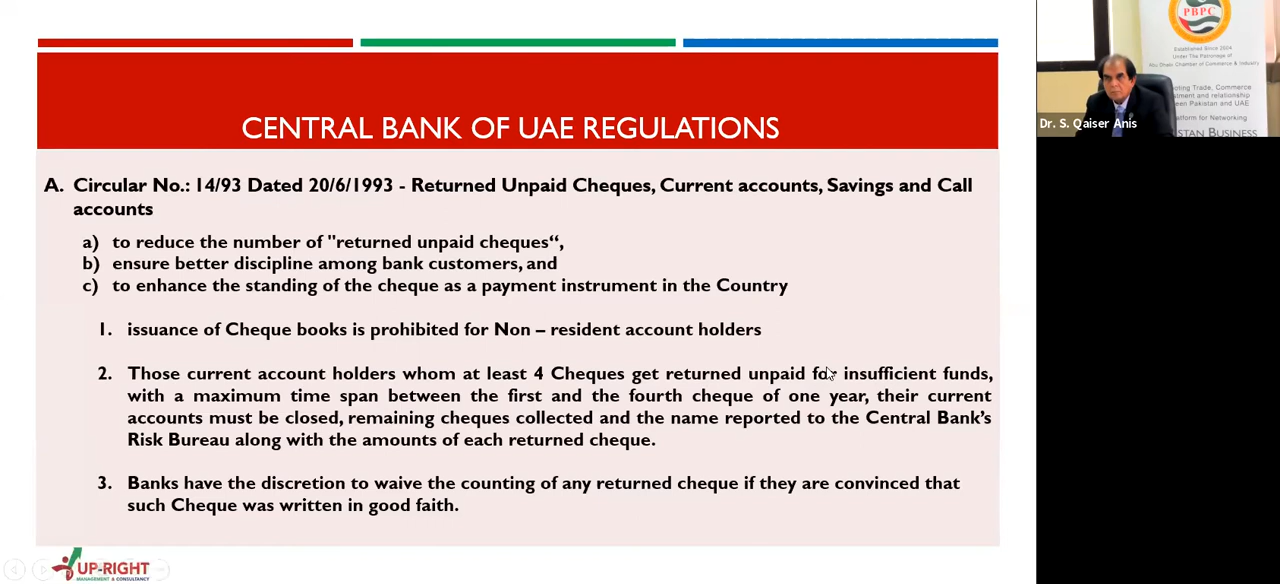 CENTRAL BANK OF UAE REGULATIONS
A. Circular No.: 14/93 Dated 20/6/1993 - Returned Unpaid Cheques, Current accounts, Savings and Call
accounts
a) to reduce the number of "returned unpaid cheques“,
b) ensure better discipline among bank customers, and
c) to enhance the standing of the cheque as a payment instrument in the Country
1. issuance of Cheque books is prohibited for Non – resident account holders
2. Those current account holders whom at least 4 Cheques get returned unpaid for insufficient funds,
with a maximum time span between the first and the fourth cheque of one year, their current
accounts must be closed, remaining cheques collected and the name reported to the Central Bank's
Risk Bureau along with the amounts of each returned cheque.
3. Banks have the discretion to waive the counting of any returned cheque if they are convinced that
such Cheque was written in good faith.
UP-RIGHT
MANAGEMENT & CONSULTANCY
PBPC
Established Since 2004
Under The Patronage of
Abu Dhabi Chamber of Commerce & Industry
Trade, Commerce
and relationship
Pakistan and UAE
for Networking
BUSINESS
Dr. S. Qaiser Anis